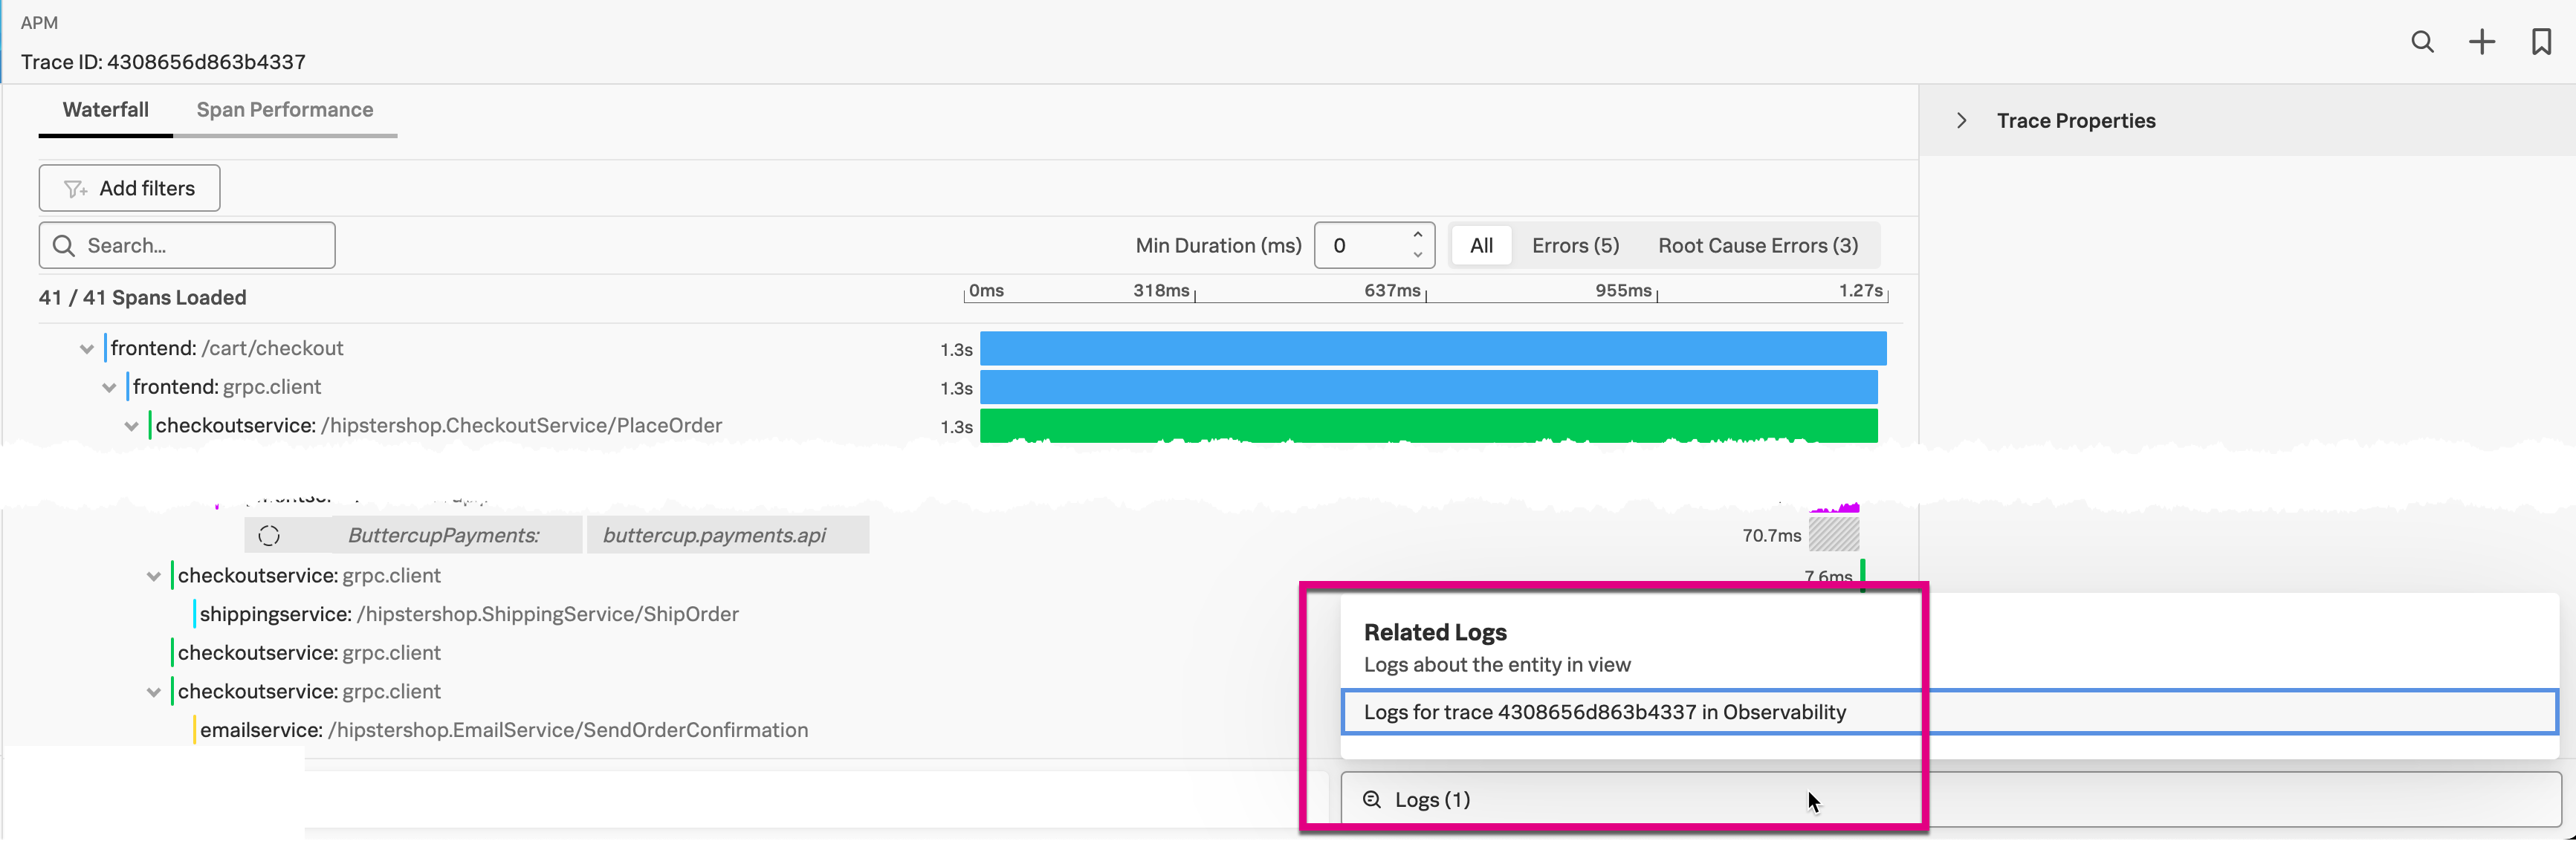 APM
Trace ID: 4308656d863b4337
Waterfall
Span Performance
Trace Properties
Add filters
Search...
Min Duration (ms)
0
All
Errors (5)
Root Cause Errors (3)
41 / 41 Spans Loaded
0ms
318ms
637ms
955ms
1.27s
frontend: /cart/checkout
1.3s
frontend: grpc.client
1.3s
checkoutservice: /hipstershop.CheckoutService/PlaceOrder
1.3s
ButtercupPayments:
buttercup.payments.api
70.7ms
checkoutservice: grpc.client
7.6ms
shippingservice: /hipstershop.ShippingService/ShipOrder
checkoutservice: grpc.client
checkoutservice: grpc.client
emailservice: /hipstershop.EmailService/SendOrderConfirmation
Related Logs
Logs about the entity in view
Logs for trace 4308656d863b4337 in Observability
Logs (1)